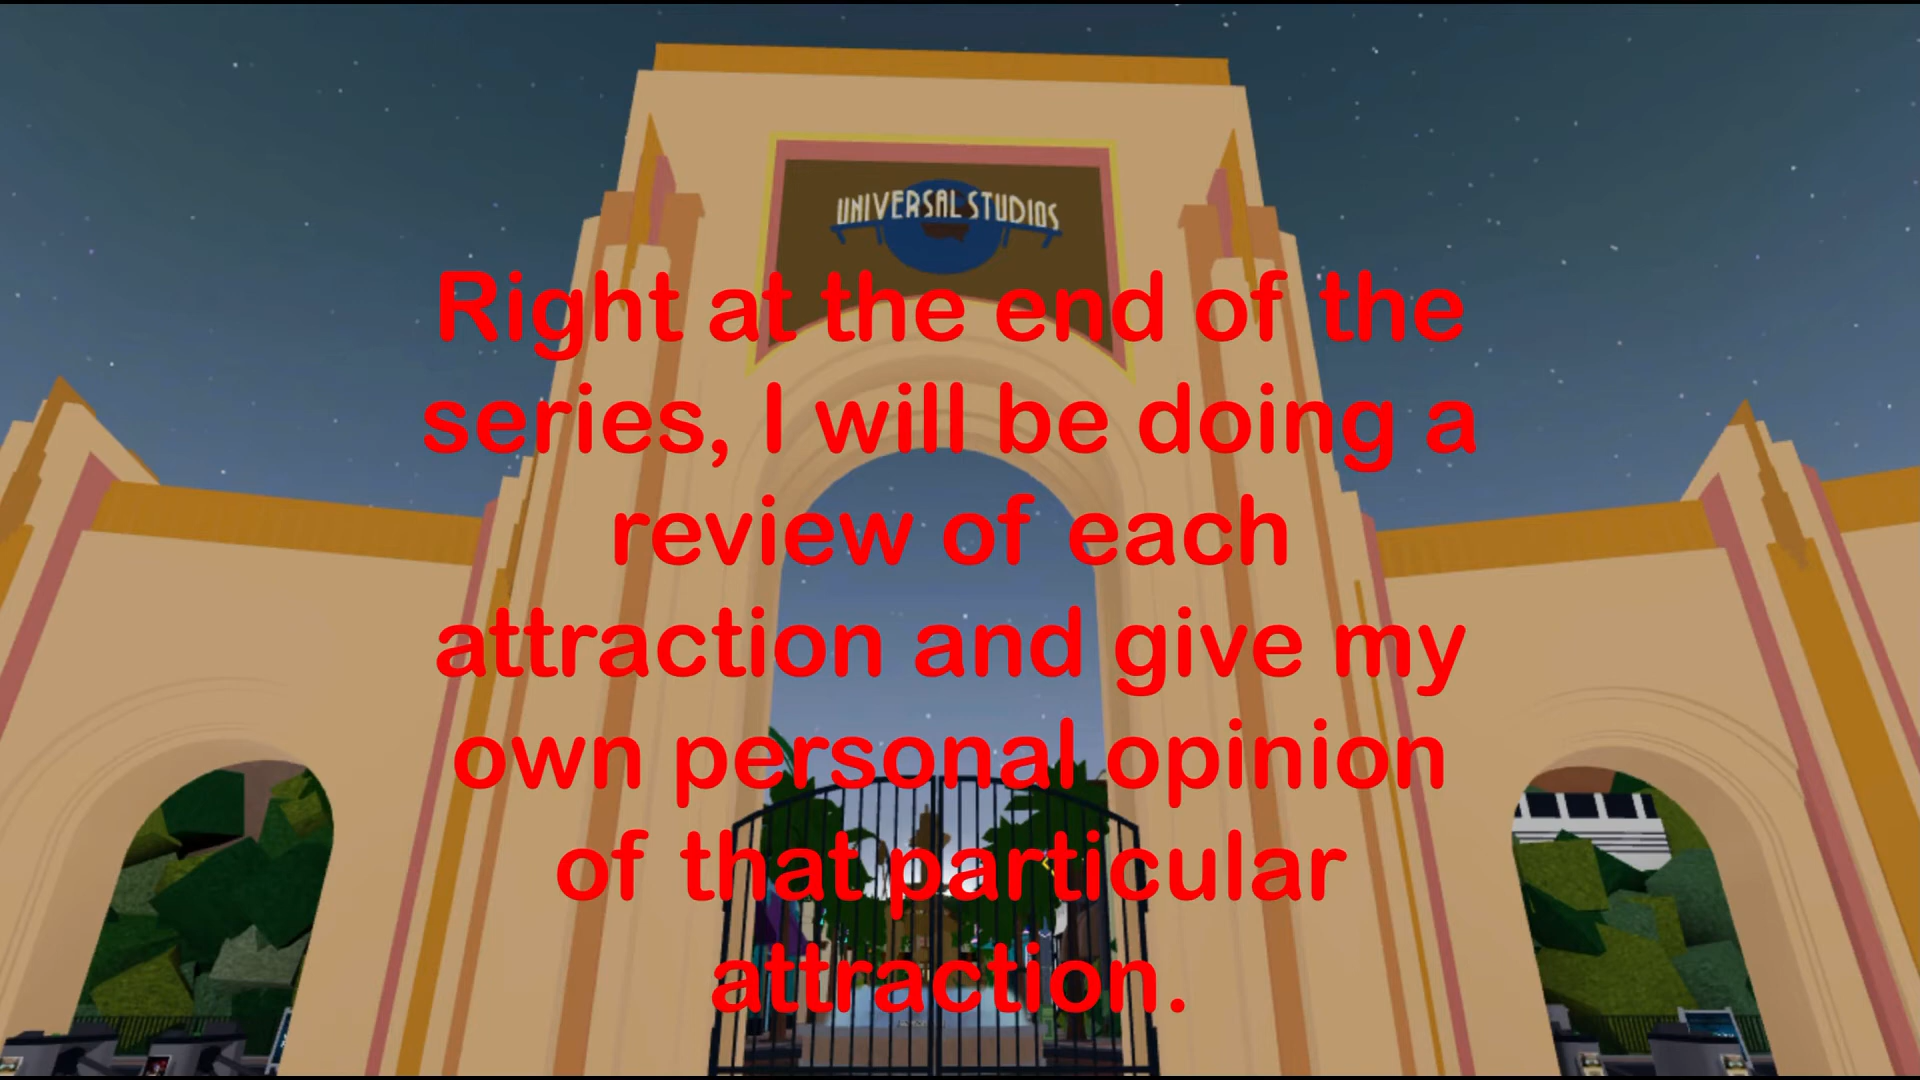 UNIVERSAL STUDIOS
Right at the end of the
series, I will be doing a
review of each
attraction and give my
own personal opinion
of that particular
attraction.